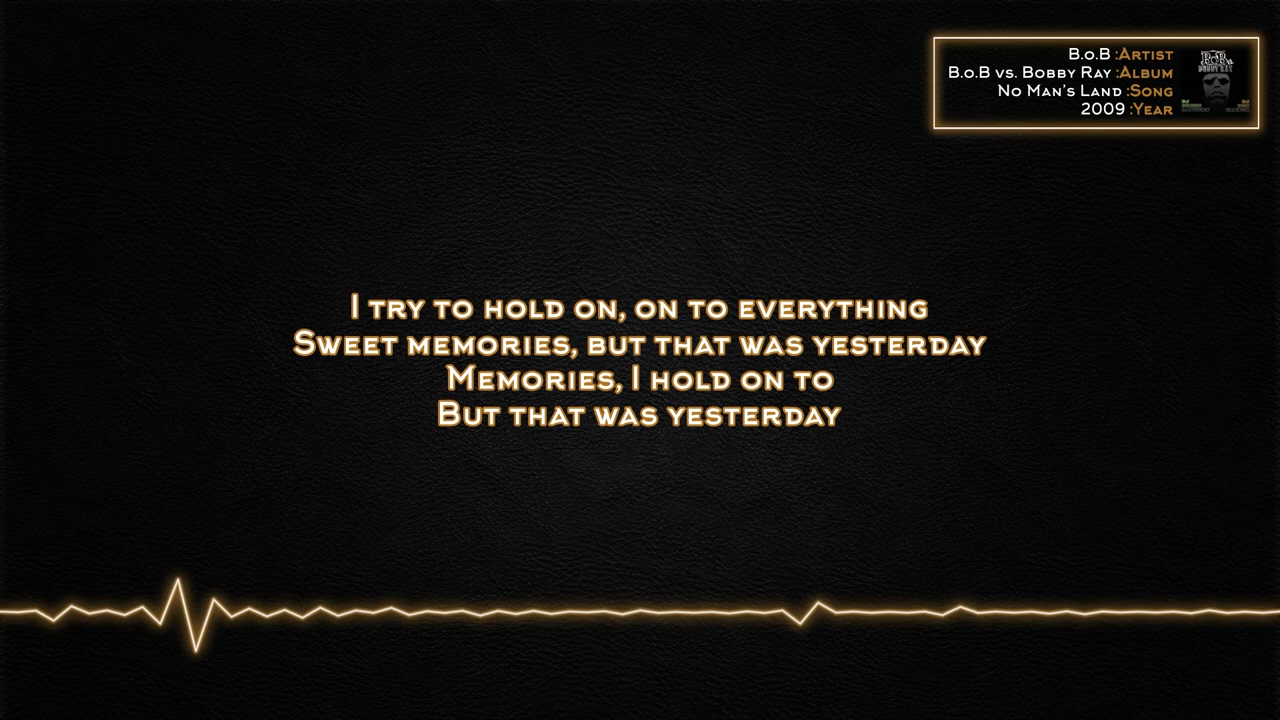 B.o.B :Artist
B.o.B vs. Bobby Ray :Album
No Man's Land :Song
2009 :Year
I try to hold on, on to everything
Sweet memories, but that was yesterday
Memories, I hold on to
But that was yesterday